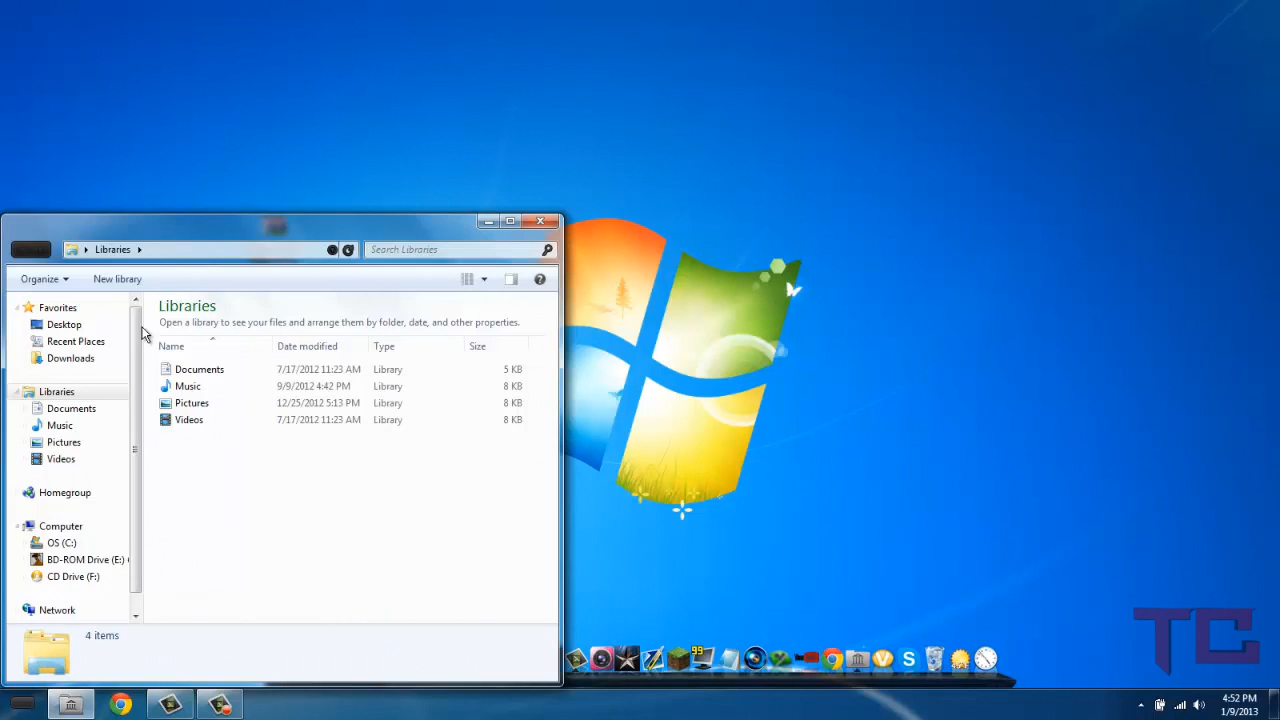 Libraries
Search Libraries
Organize
New library
Favorites
Desktop
Recent Places
Downloads
Libraries
Documents
Music
Pictures
Videos
Homegroup
Computer
OS (C:)
BD-ROM Drive (E:)
CD Drive (F:)
Network
Libraries
Open a library to see your files and arrange them by folder, date, and other properties.
Name Date modified Type Size
Documents 7/17/2012 11:23 AM Library 5 KB
Music 9/9/2012 4:42 PM Library 8 KB
Pictures 12/25/2012 5:13 PM Library 8 KB
Videos 7/17/2012 11:23 AM Library 8 KB
4 items
99
TC
4:52 PM
1/9/2013